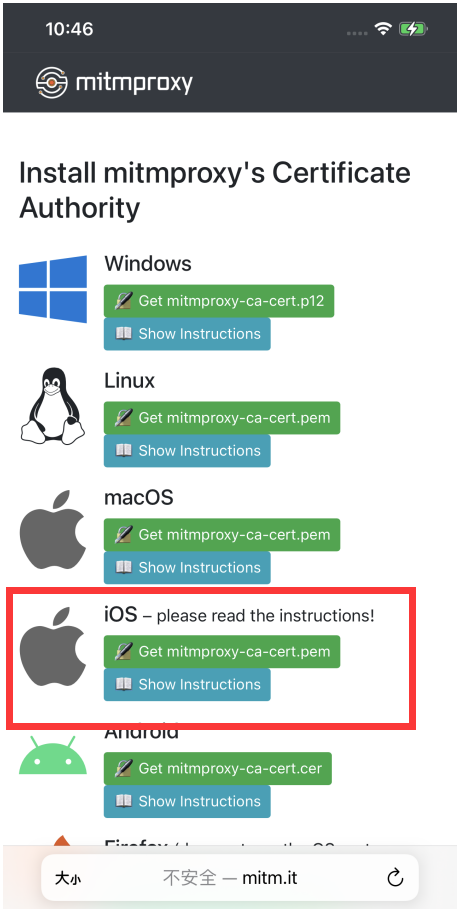 10:46
mitmproxy
Install mitmproxy's Certificate
Authority
Windows
Get mitmproxy-ca-cert.p12
Show Instructions
Linux
Get mitmproxy-ca-cert.pem
Show Instructions
macOS
Get mitmproxy-ca-cert.pem
Show Instructions
iOS – please read the instructions!
Get mitmproxy-ca-cert.pem
Show Instructions
Android
Get mitmproxy-ca-cert.cer
Show Instructions
Firefox
大小 不安全 — mitm.it